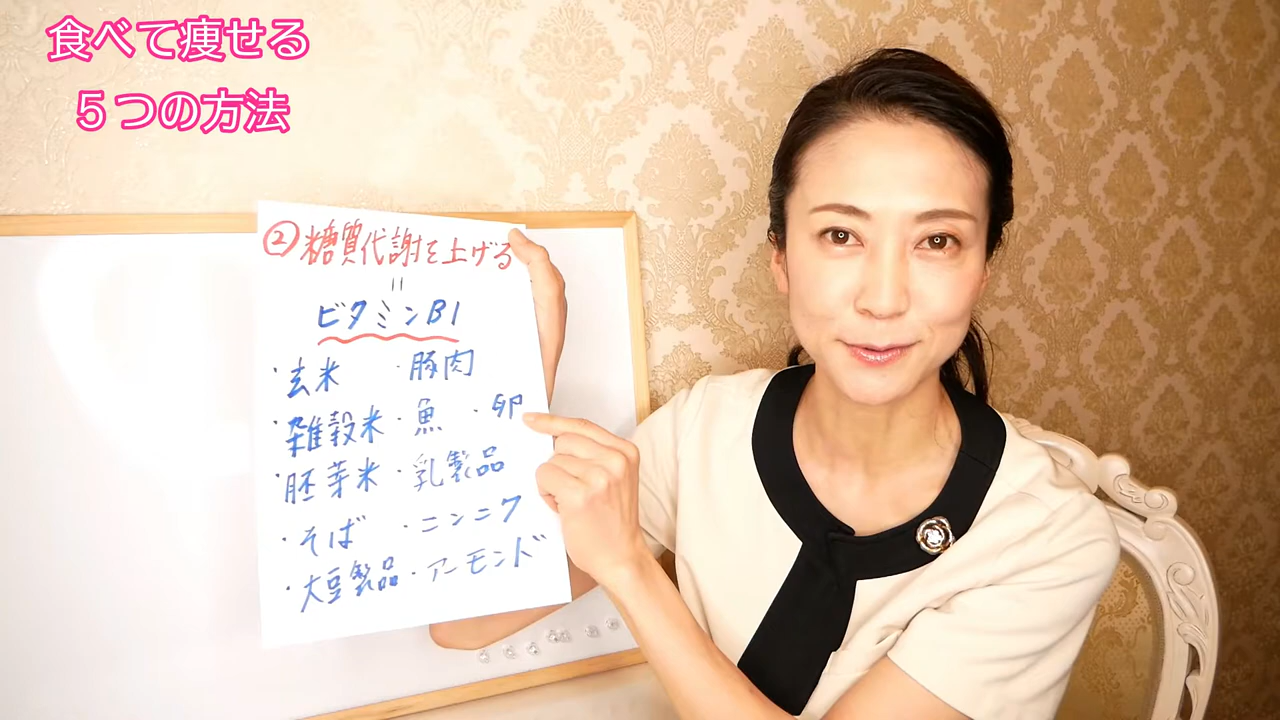 食べて痩せる
５つの方法
②糖質代謝を上げる
=
ビタミンB1
・玄米 ・豚肉
・雑穀米 ・魚 ・卵
・胚芽米 ・乳製品
・そば ・ニンニク
・大豆製品 ・アーモンド